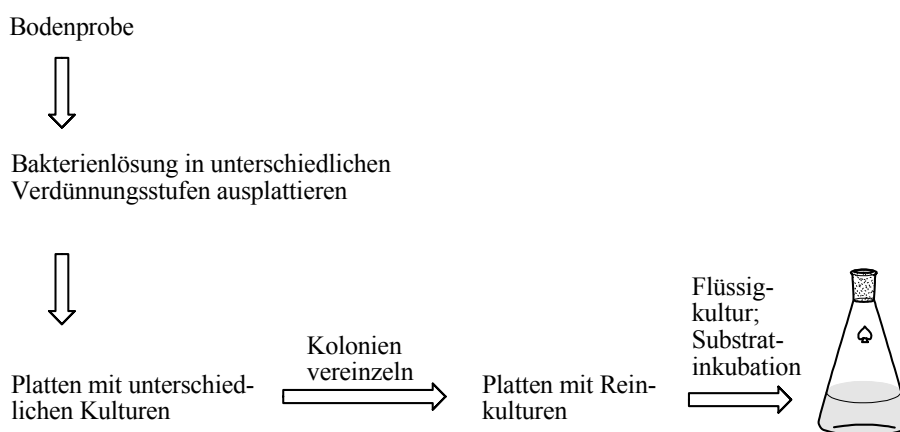 Bodenprobe
Bakterienlösung in unterschiedlichen
Verdünnungsstufen ausplattieren
Platten mit unterschied-
lichen Kulturen
Kolonien
vereinzeln
Platten mit Rein-
kulturen
Flüssig-
kultur;
Substrat-
inkubation